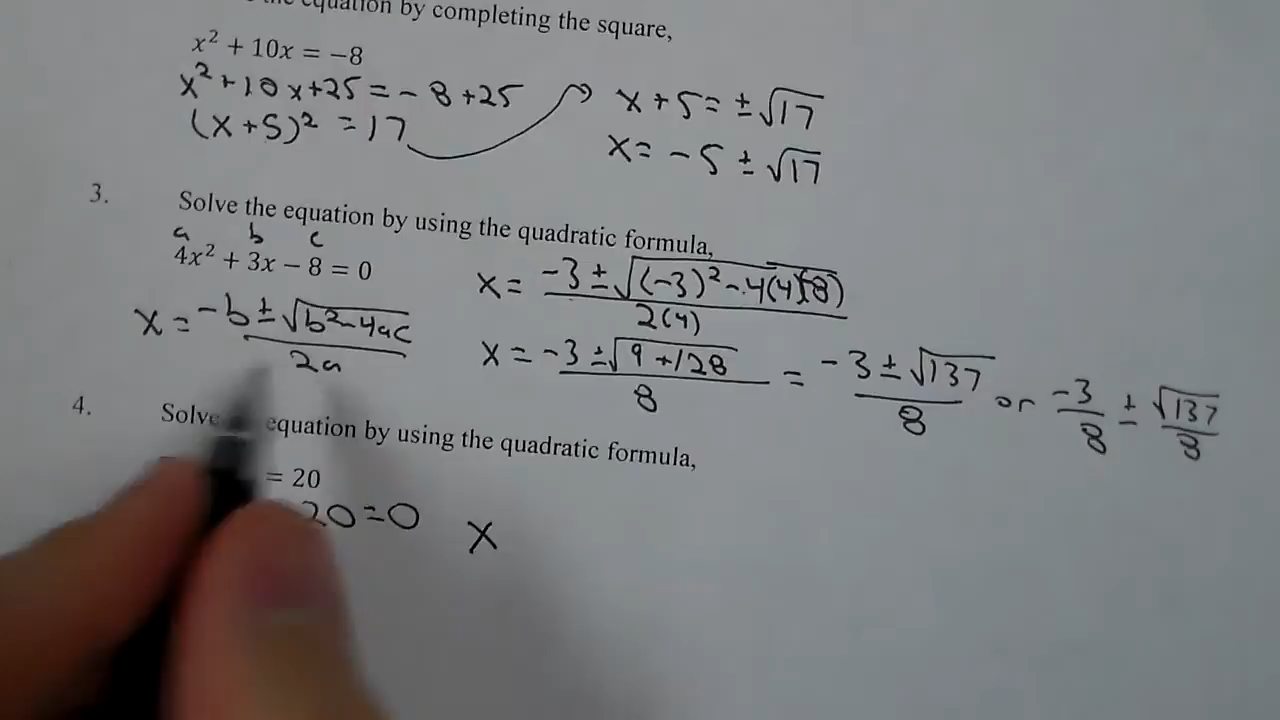 equation by completing the square,
x² + 10x = −8
x² + 10x + 25 = − 8 + 25
(x + 5)² = 17
x + 5 = ± √17
x = − 5 ± √17
3. Solve the equation by using the quadratic formula,
a b c
4x² + 3x − 8 = 0
x = −b ± √b² − 4ac
2a
x = −3 ± √(−3)² − 4(4)(−8)
2(4)
x = −3 ± √9 + 128
8
= −3 ± √137
8
or −3/8 ± √137/8
4. equation by using the quadratic formula,
= 20
20 = 0 x